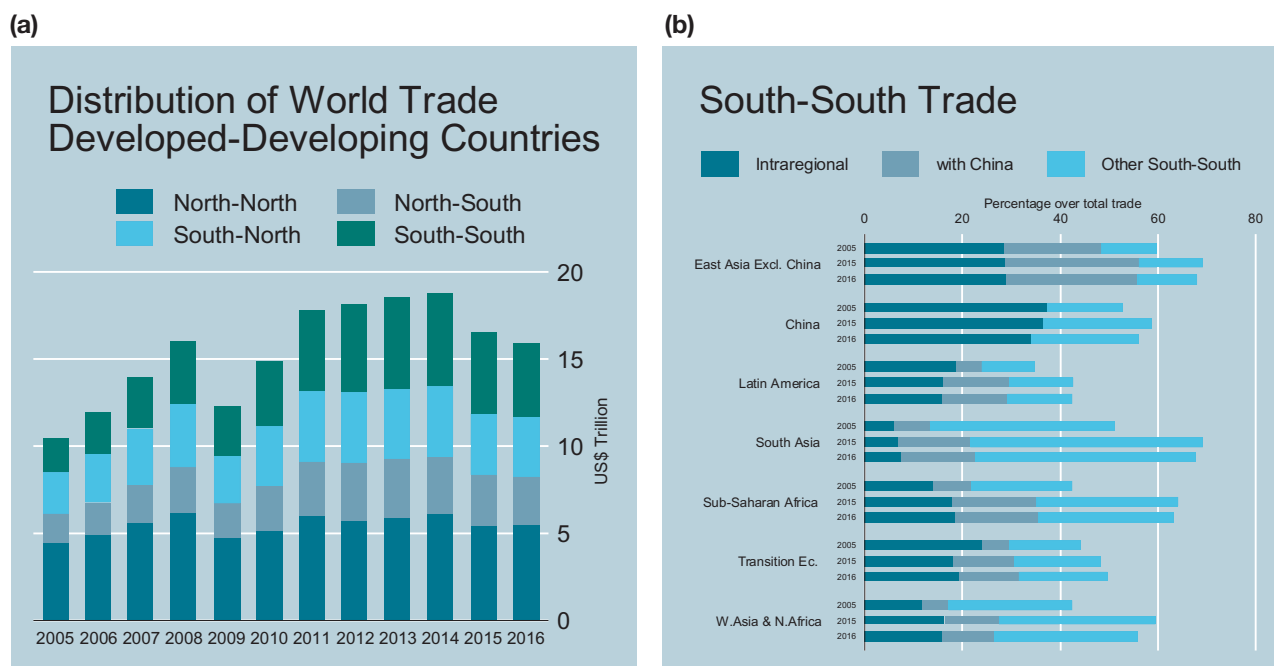 (a)
Distribution of World Trade
Developed-Developing Countries
North-North
North-South
South-North
South-South
20
15
10
5
0
US$ Trillion
2005 2006 2007 2008 2009 2010 2011 2012 2013 2014 2015 2016
(b)
South-South Trade
Intraregional
with China
Other South-South
Percentage over total trade
0 20 40 60 80
East Asia Excl. China
2005
2015
2016
China
2005
2015
2016
Latin America
2005
2015
2016
South Asia
2005
2015
2016
Sub-Saharan Africa
2005
2015
2016
Transition Ec.
2005
2015
2016
W.Asia & N.Africa
2005
2015
2016